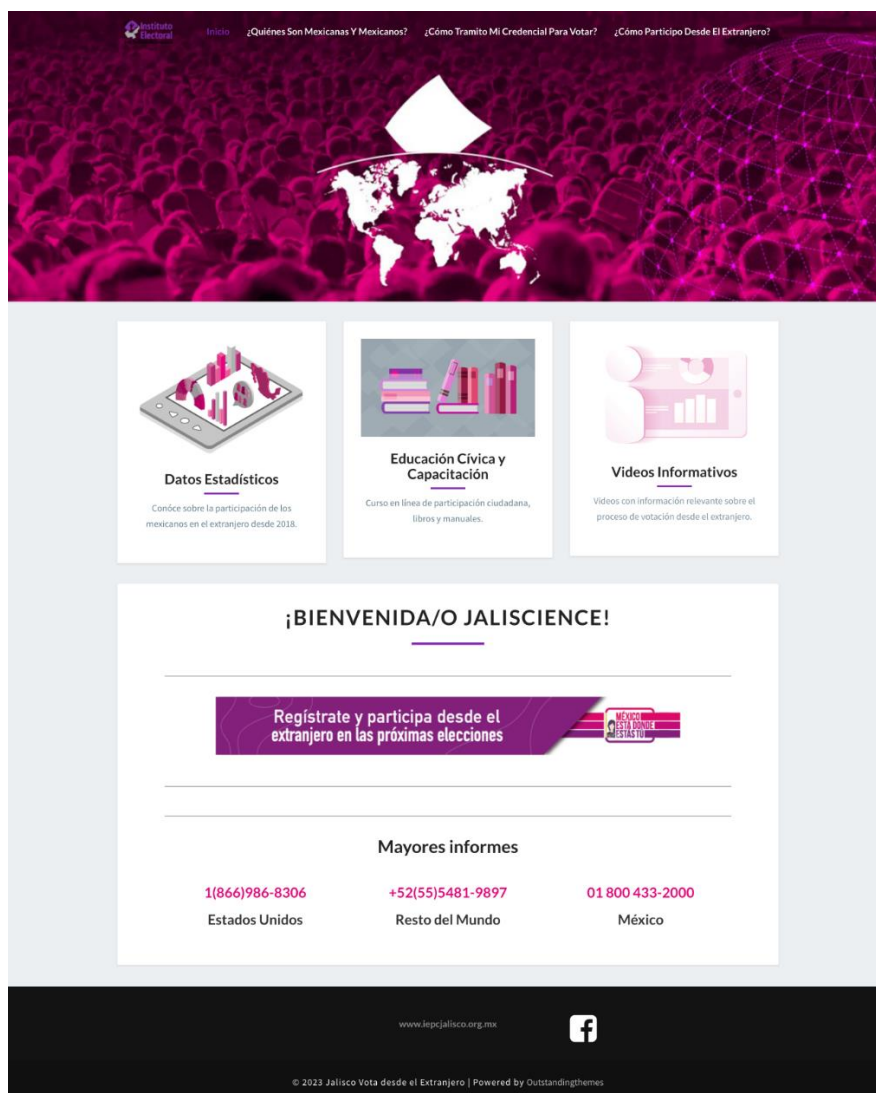 Instituto
Electoral
Inicio
¿Quiénes Son Mexicanas Y Mexicanos?
¿Cómo Tramito Mi Credencial Para Votar?
¿Cómo Participo Desde El Extranjero?
Datos Estadísticos
Conóce sobre la participación de los
mexicanos en el extranjero desde 2018.
Educación Cívica y
Capacitación
Curso en línea de participación ciudadana,
libros y manuales.
Videos Informativos
Videos con información relevante sobre el
proceso de votación desde el extranjero.
¡BIENVENIDA/O JALISCIENCE!
Regístrate y participa desde el
extranjero en las próximas elecciones
MÉXICO
ESTÁ DONDE
ESTÁS TÚ
Mayores informes
1(866)986-8306
Estados Unidos
+52(55)5481-9897
Resto del Mundo
01 800 433-2000
México
www.iepcjalisco.org.mx
© 2023 Jalisco Vota desde el Extranjero | Powered by Outstandingthemes